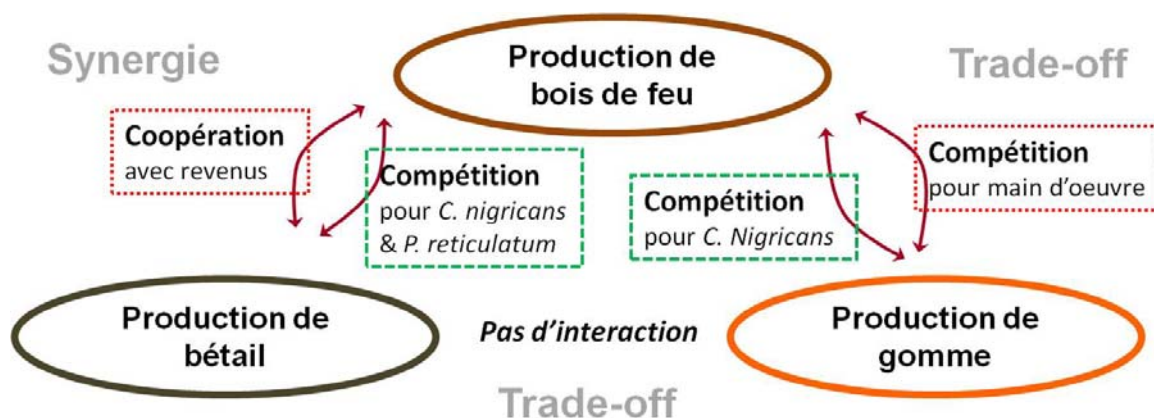 Synergie
Production de
bois de feu
Trade-off
Coopération
avec revenus
Compétition
pour C. nigricans
& P. reticulatum
Compétition
pour C. Nigricans
Compétition
pour main d'oeuvre
Production de
bétail
Pas d'interaction
Production de
gomme
Trade-off